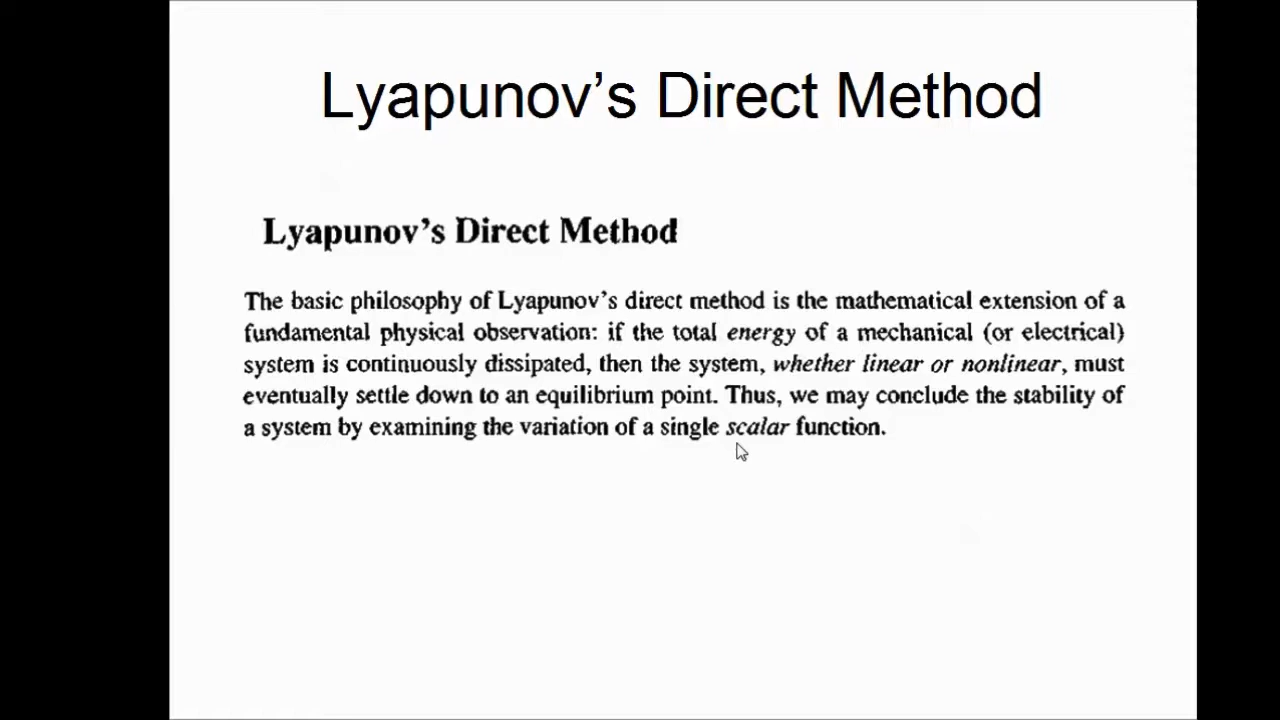 Lyapunov’s Direct Method
Lyapunov’s Direct Method
The basic philosophy of Lyapunov’s direct method is the mathematical extension of a
fundamental physical observation: if the total energy of a mechanical (or electrical)
system is continuously dissipated, then the system, whether linear or nonlinear, must
eventually settle down to an equilibrium point. Thus, we may conclude the stability of
a system by examining the variation of a single scalar function.